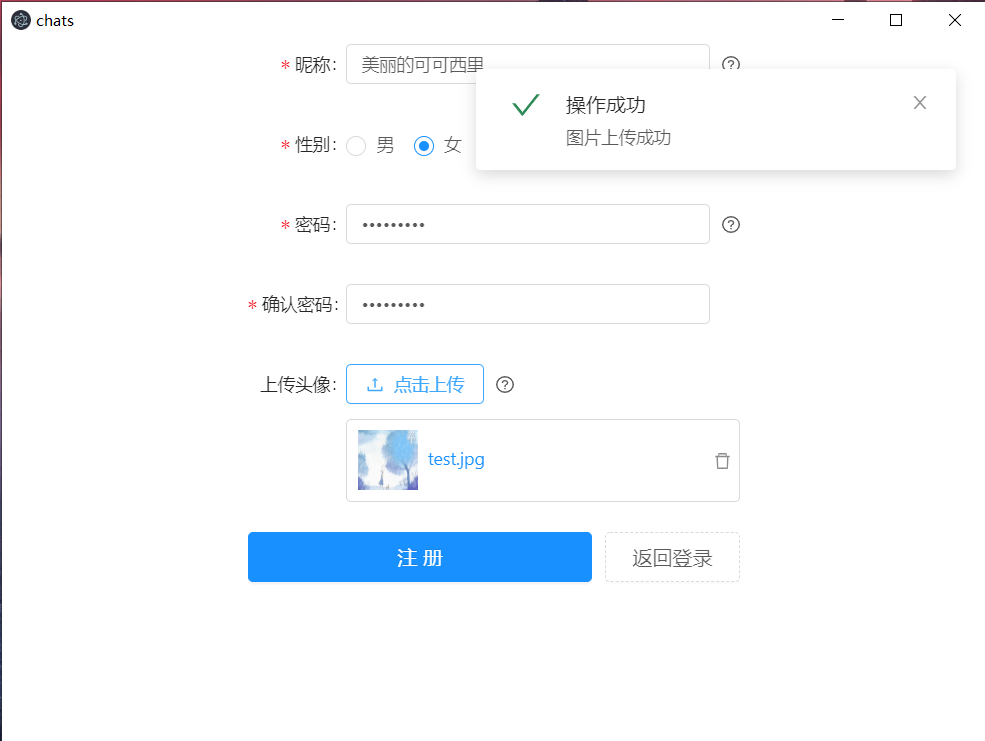 chats
* 昵称:
美丽的可可西里
操作成功
图片上传成功
* 性别:
男
女
* 密码:
•••••••••
* 确认密码:
•••••••••
上传头像:
点击上传
test.jpg
注 册
返回登录